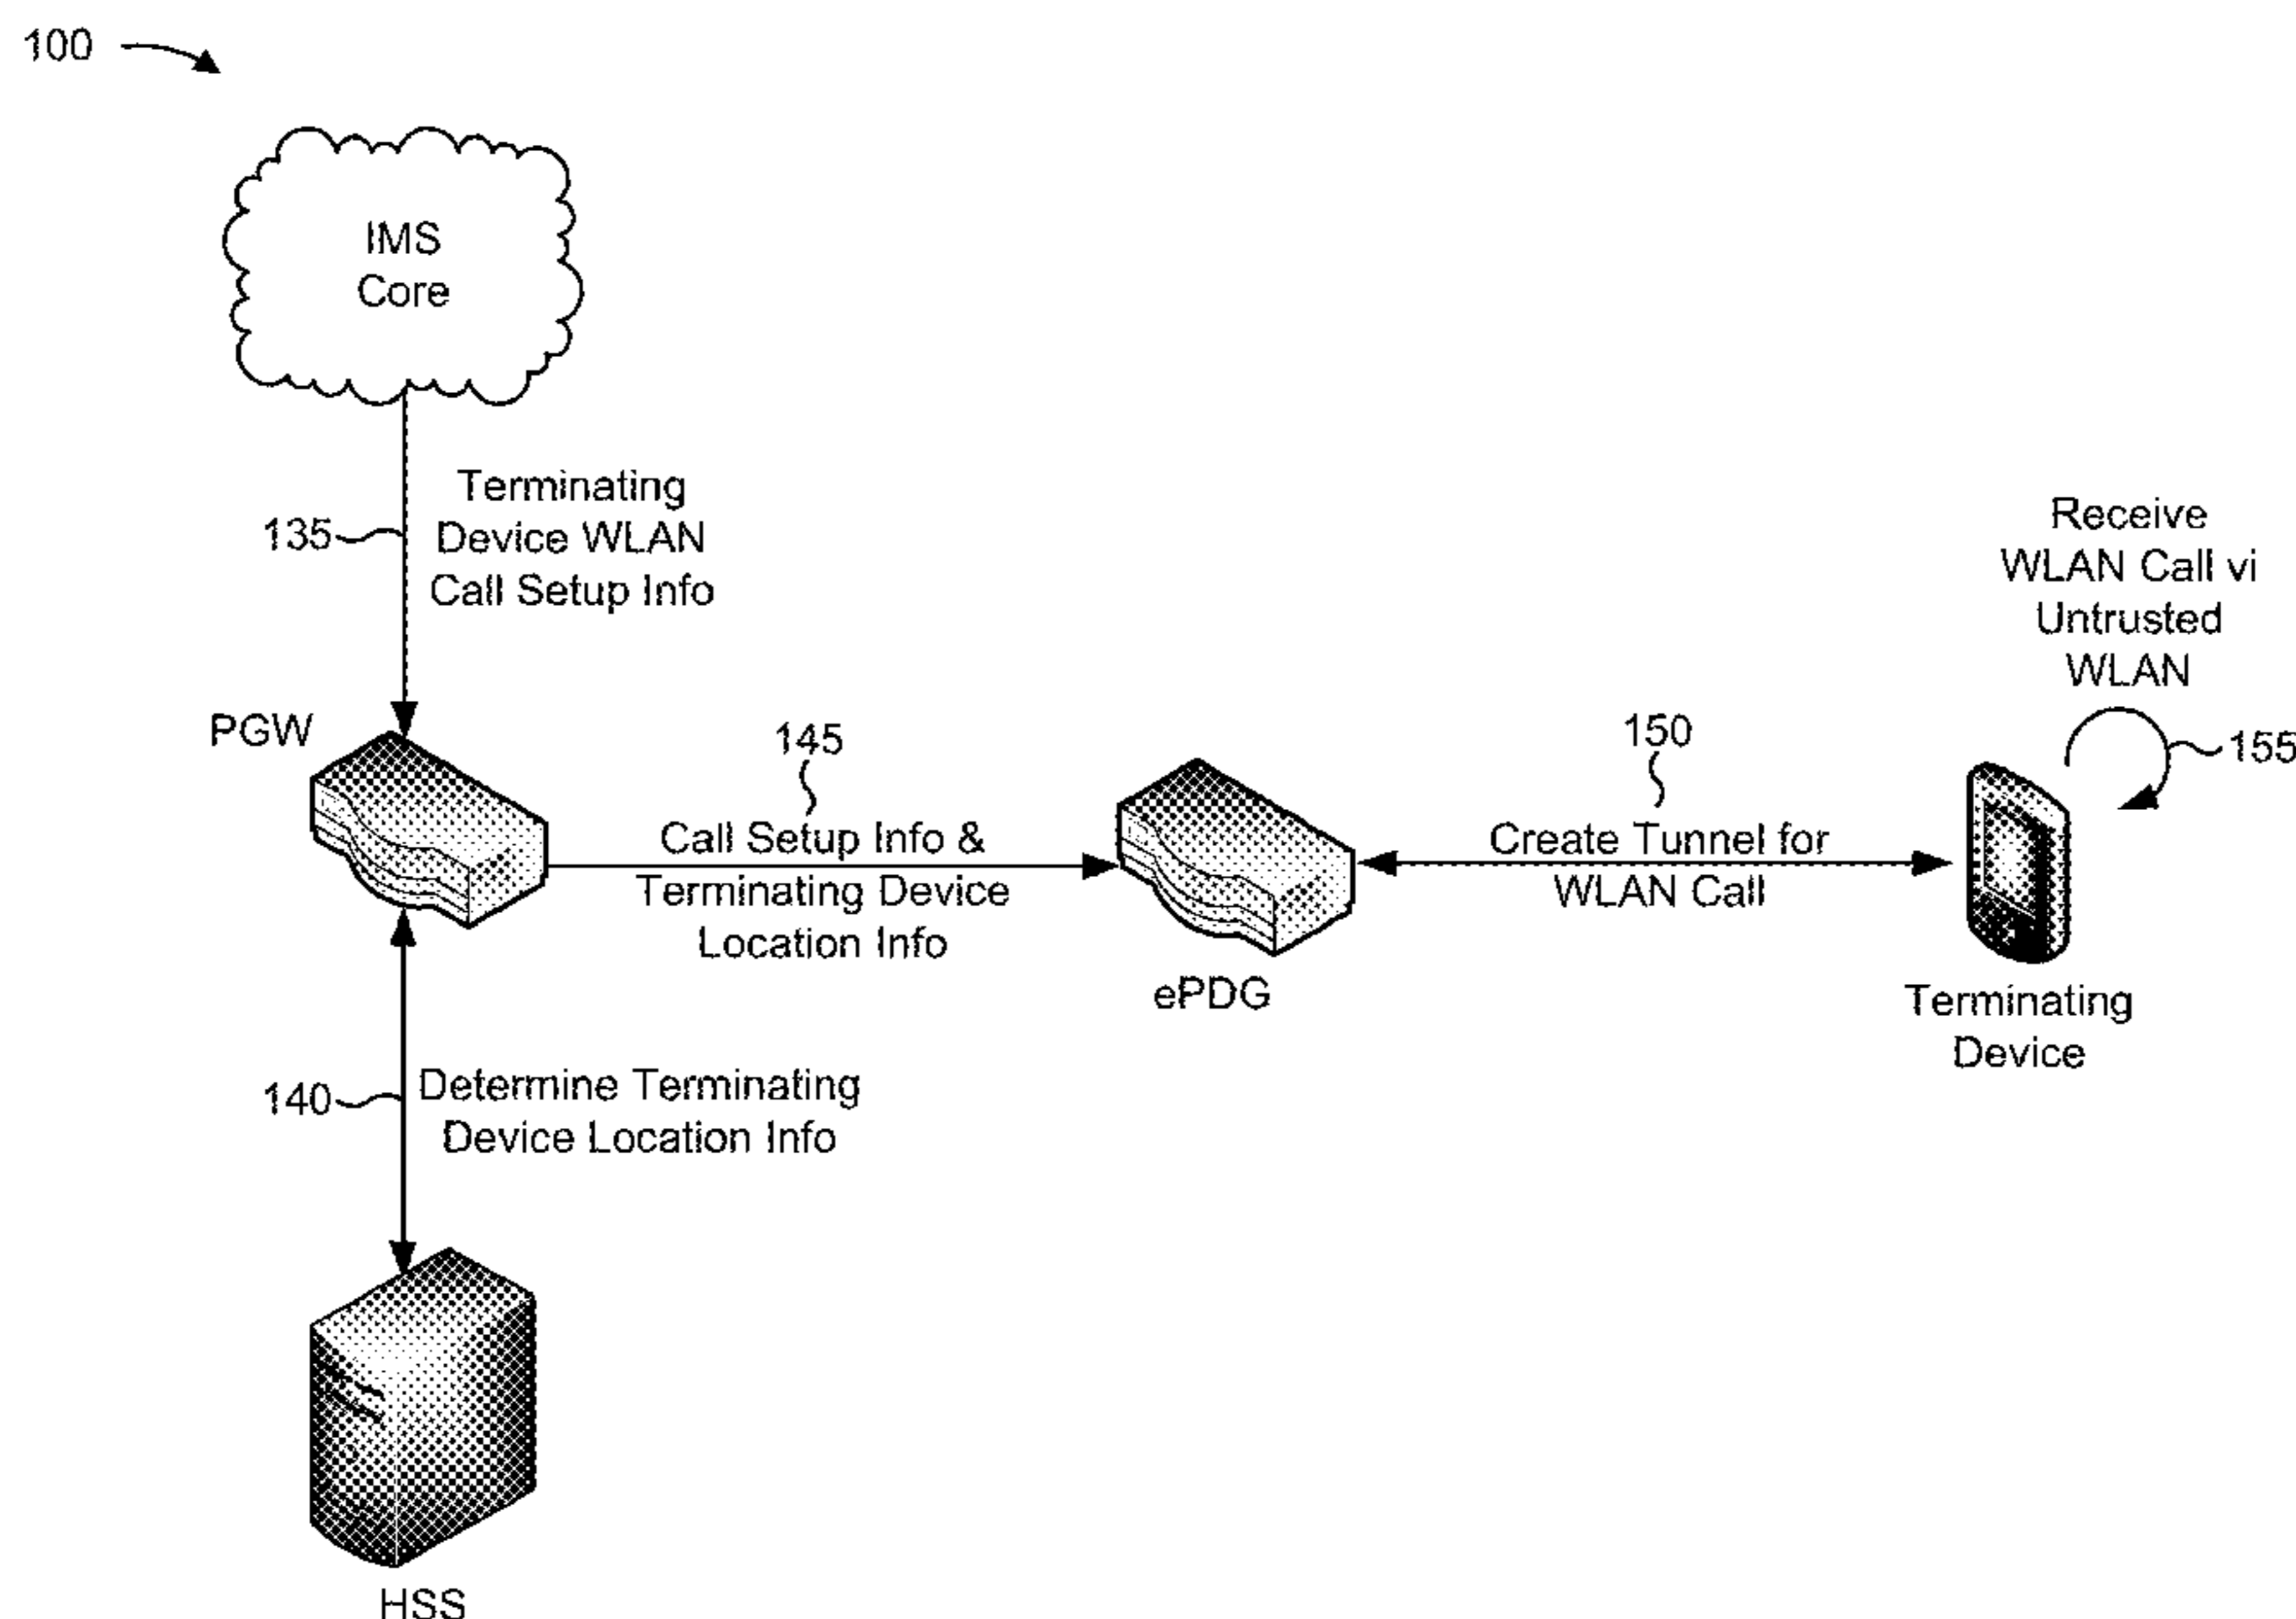 100
IMS
Core
135
Terminating
Device WLAN
Call Setup Info
PGW
145
Call Setup Info &
Terminating Device
Location Info
ePDG
150
Create Tunnel for
WLAN Call
Receive
WLAN Call vi
Untrusted
WLAN
155
Terminating
Device
140
Determine Terminating
Device Location Info
HSS